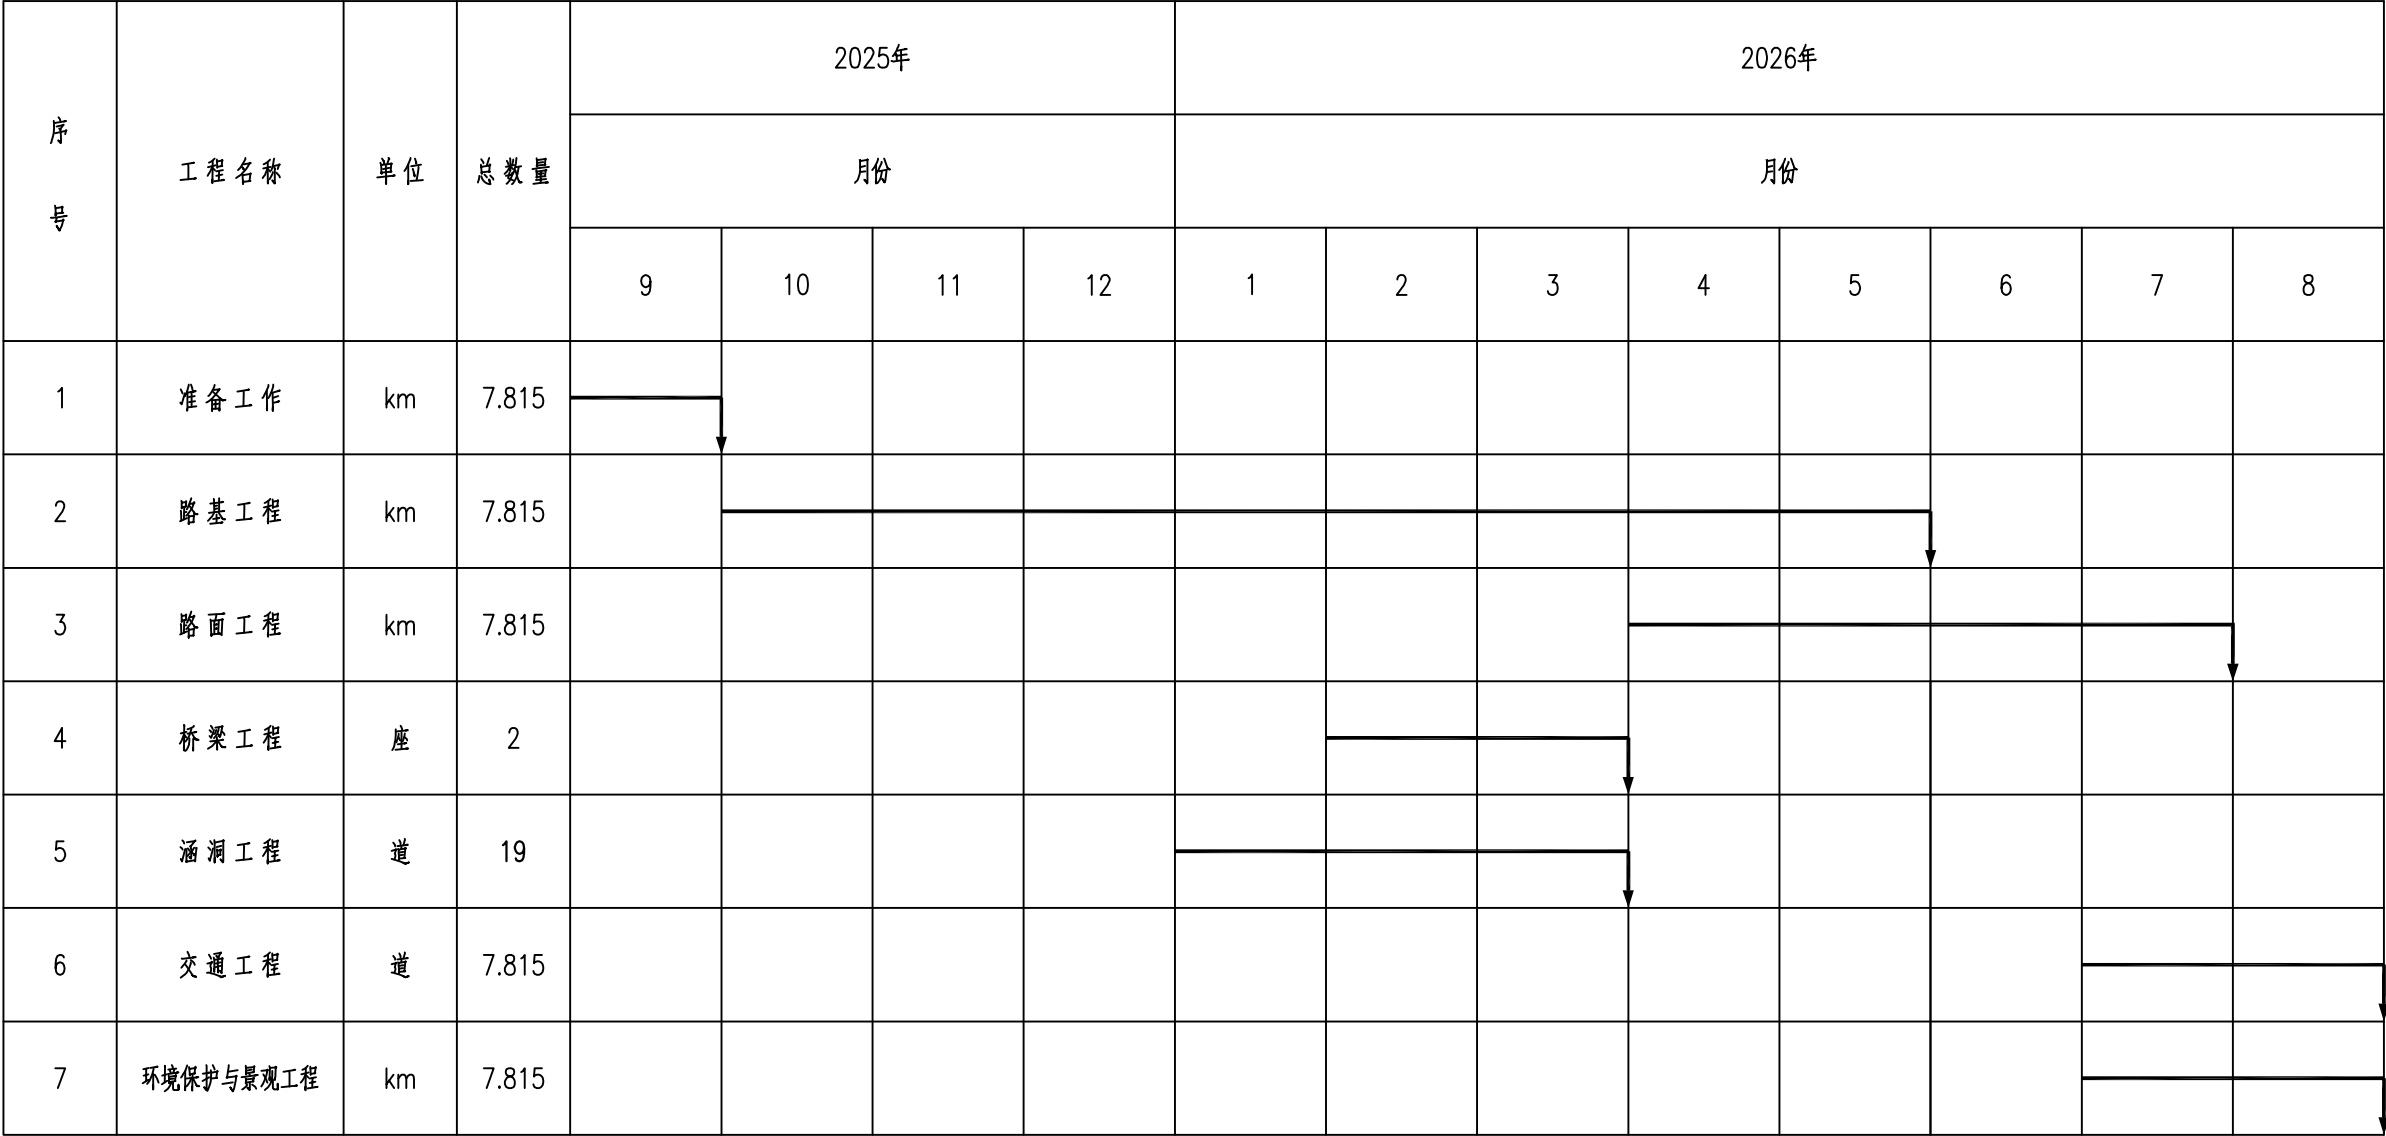 序号 工程名称 单位 总数量 2025年 2026年
月份 月份
9 10 11 12 1 2 3 4 5 6 7 8
1 准备工作 km 7.815
2 路基工程 km 7.815
3 路面工程 km 7.815
4 桥梁工程 座 2
5 涵洞工程 道 19
6 交通工程 道 7.815
7 环境保护与景观工程 km 7.815